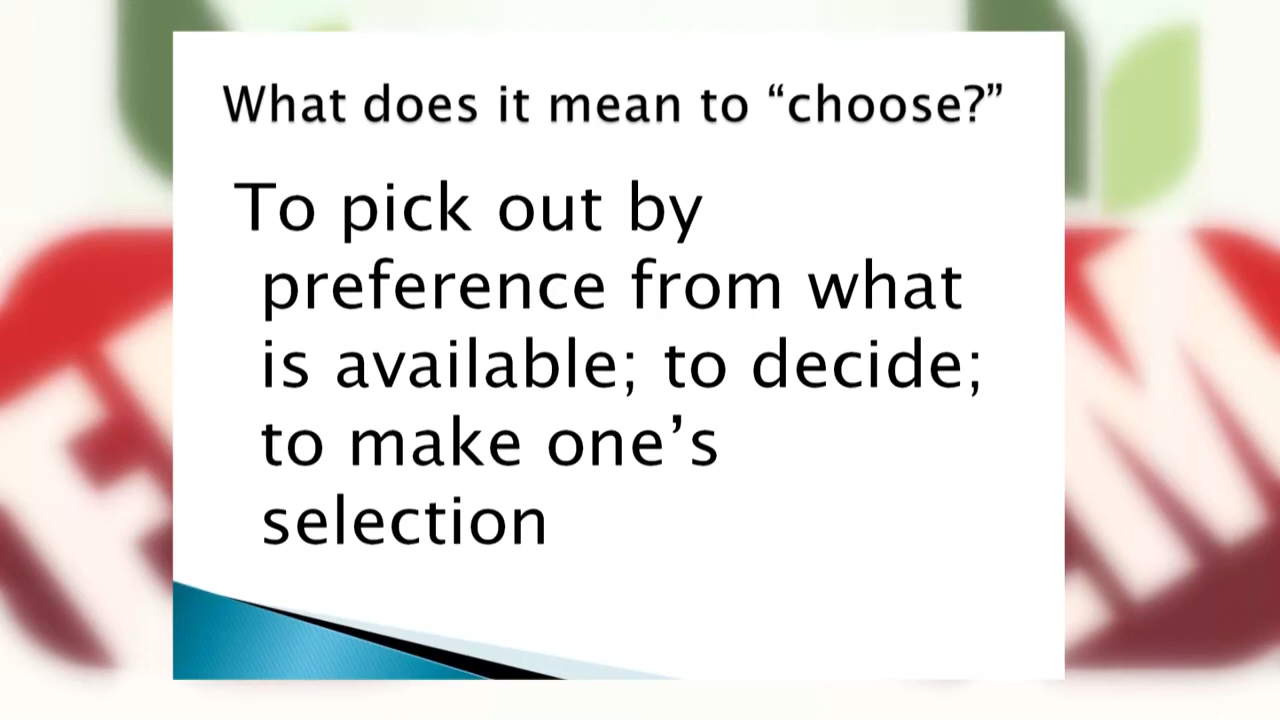 What does it mean to “choose?”
To pick out by
preference from what
is available; to decide;
to make one’s
selection